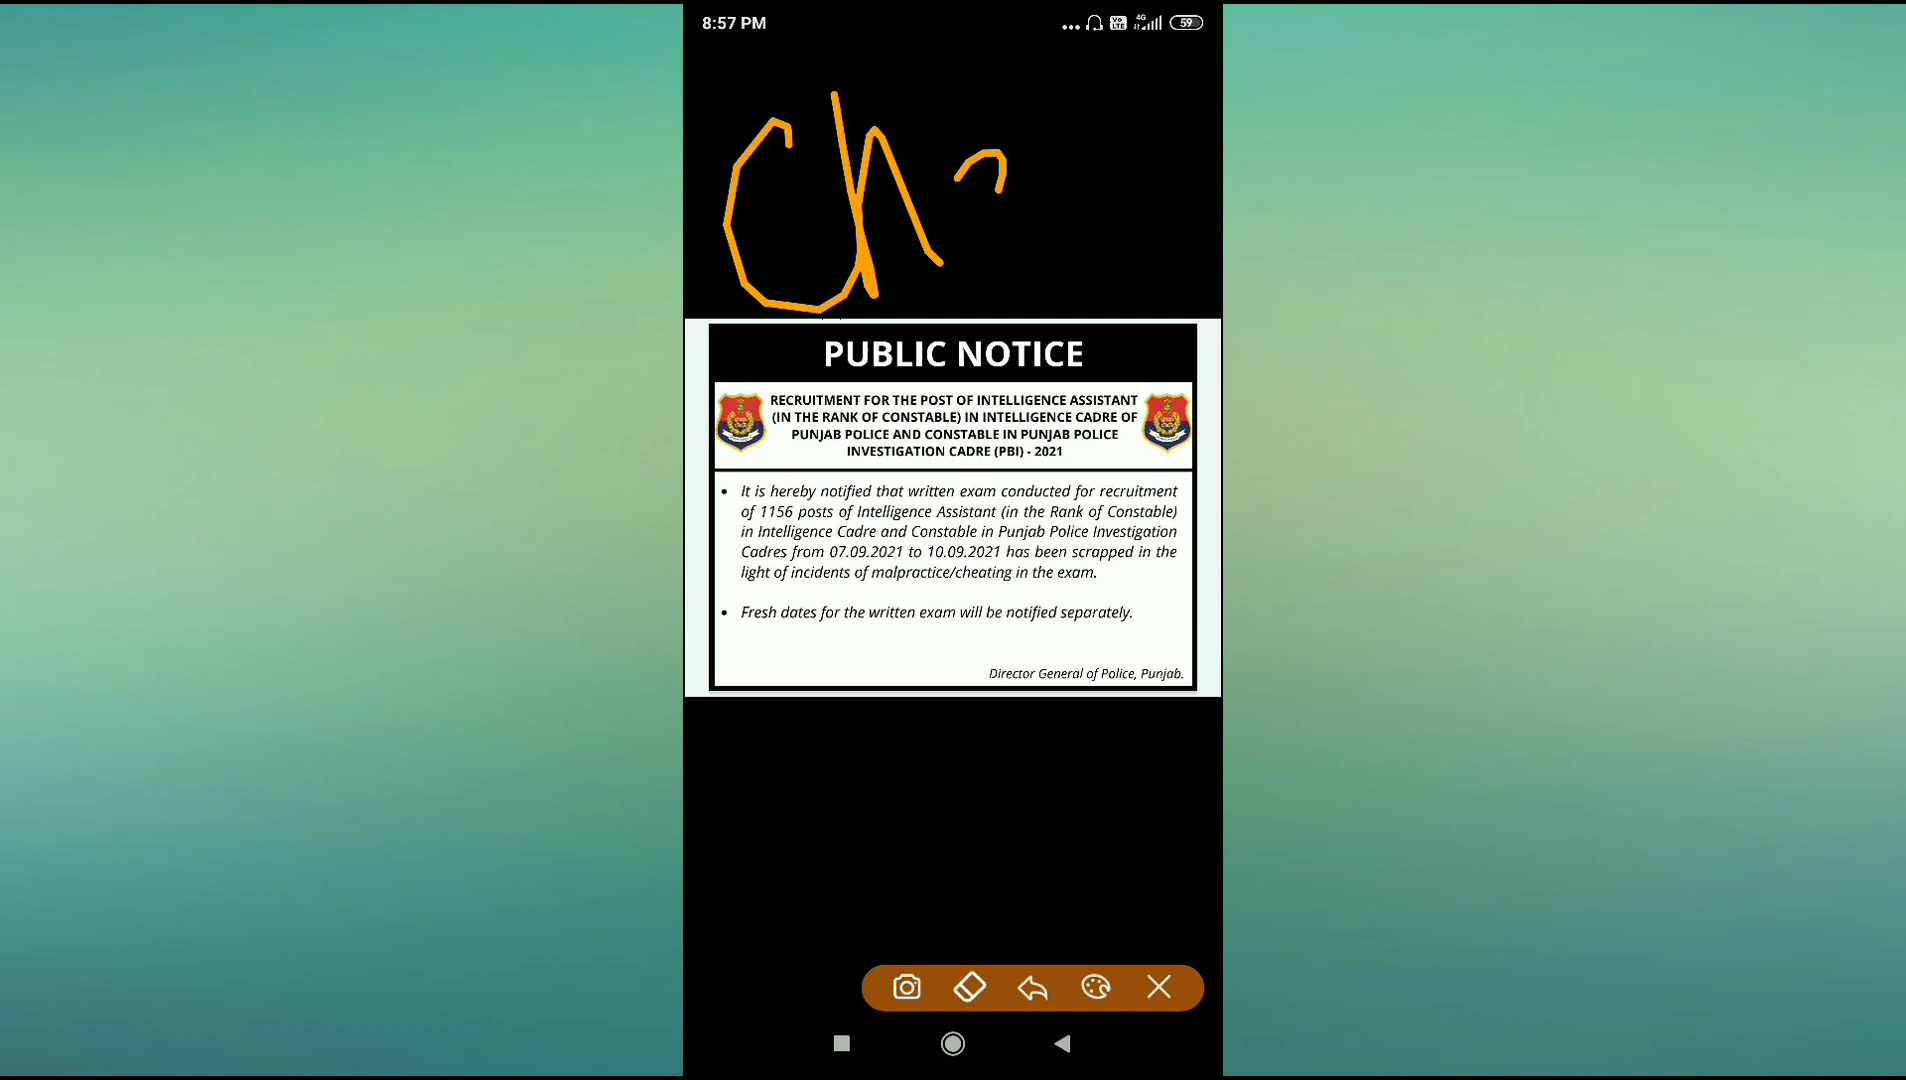 8:57 PM
4G
Vo
LTE
59
Ch
PUBLIC NOTICE
RECRUITMENT FOR THE POST OF INTELLIGENCE ASSISTANT
(IN THE RANK OF CONSTABLE) IN INTELLIGENCE CADRE OF
PUNJAB POLICE AND CONSTABLE IN PUNJAB POLICE
INVESTIGATION CADRE (PBI) - 2021
• It is hereby notified that written exam conducted for recruitment
of 1156 posts of Intelligence Assistant (in the Rank of Constable)
in Intelligence Cadre and Constable in Punjab Police Investigation
Cadres from 07.09.2021 to 10.09.2021 has been scrapped in the
light of incidents of malpractice/cheating in the exam.
• Fresh dates for the written exam will be notified separately.
Director General of Police, Punjab.